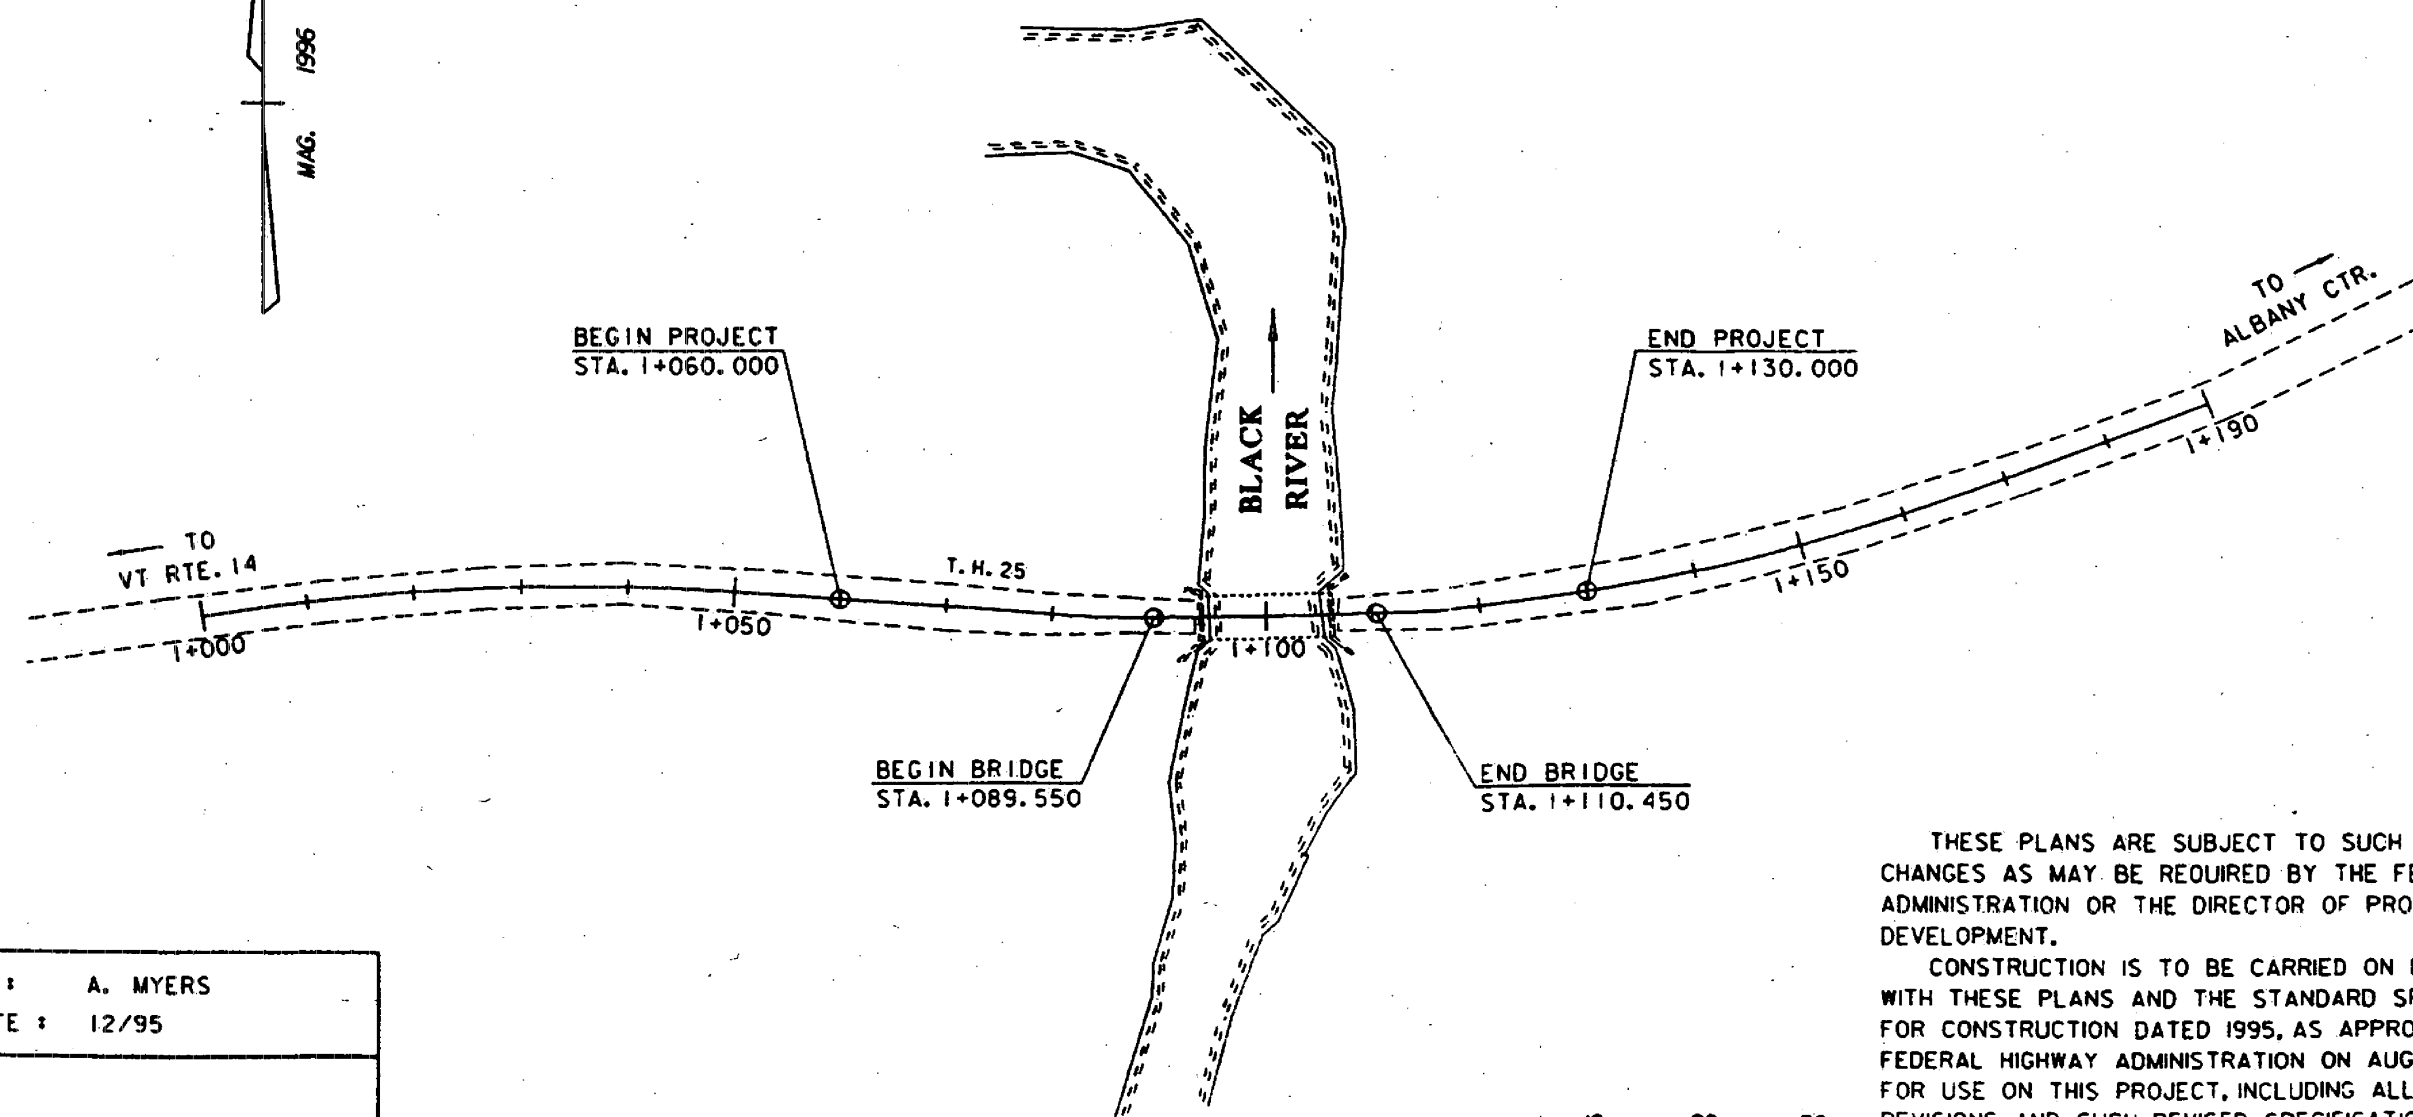 MAG. 1996
BEGIN PROJECT
STA. 1+060.000
END PROJECT
STA. 1+130.000
TO
ALBANY CTR.
BLACK
RIVER
TO
VT RTE. 14
T.H. 25
1+000
1+050
1+100
1+150
1+190
BEGIN BRIDGE
STA. 1+089.550
END BRIDGE
STA. 1+110.450
: A. MYERS
TE : 12/95
THESE PLANS ARE SUBJECT TO SUCH
CHANGES AS MAY BE REQUIRED BY THE FE
ADMINISTRATION OR THE DIRECTOR OF PRO
DEVELOPMENT.
CONSTRUCTION IS TO BE CARRIED ON
WITH THESE PLANS AND THE STANDARD
FOR CONSTRUCTION DATED 1995, AS APPRO
FEDERAL HIGHWAY ADMINISTRATION ON AUG
FOR USE ON THIS PROJECT, INCLUDING ALL